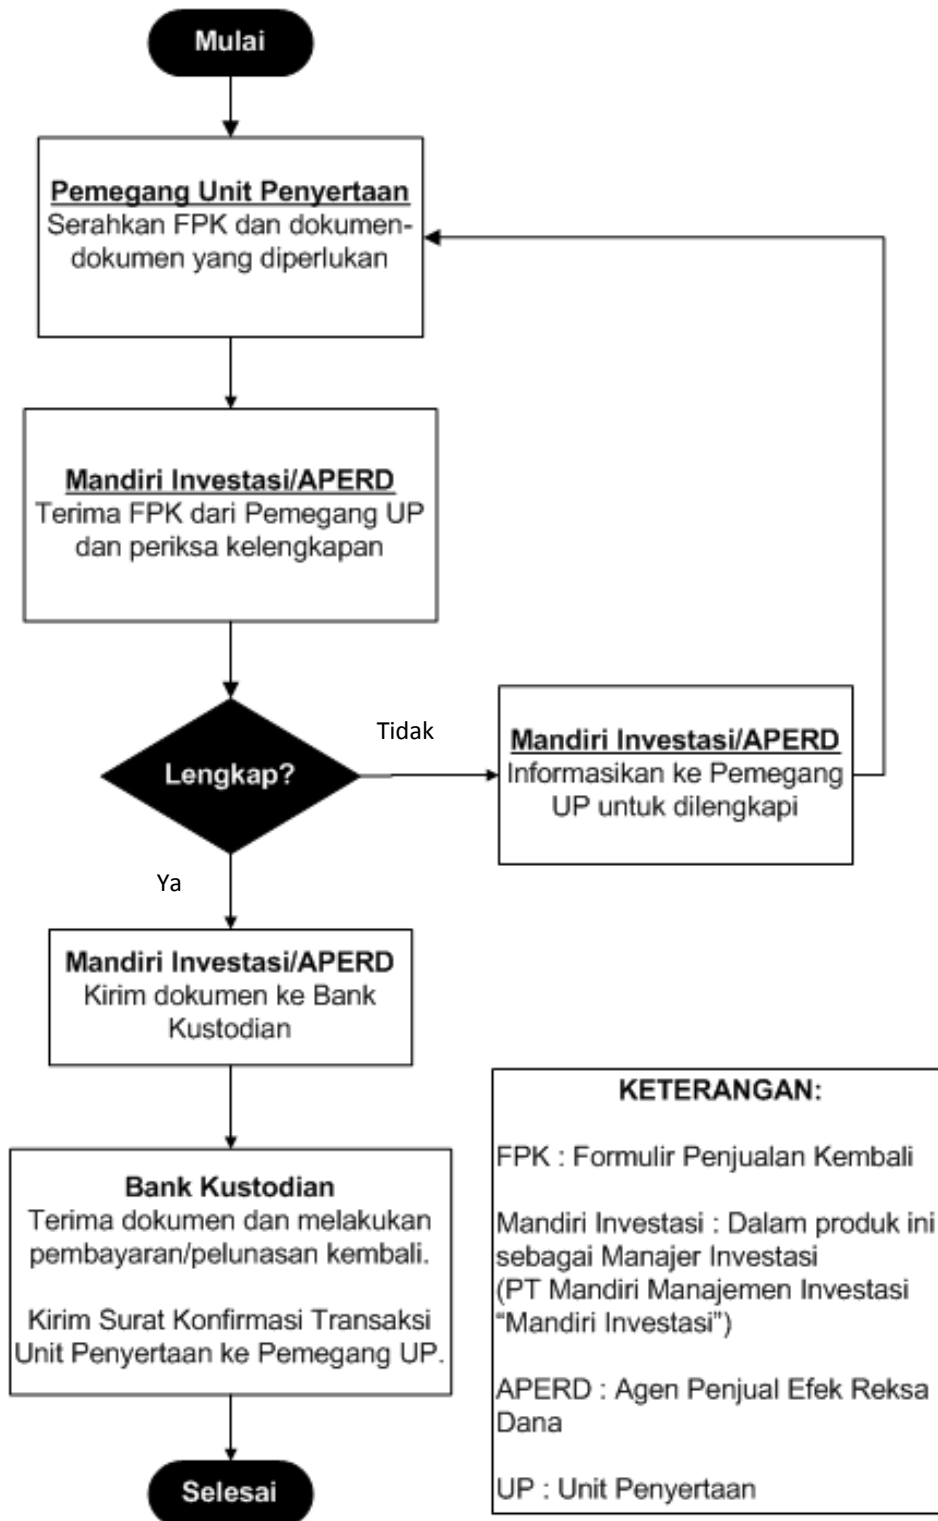 Mulai
Pemegang Unit Penyertaan
Serahkan FPK dan dokumen-
dokumen yang diperlukan
Mandiri Investasi/APERD
Terima FPK dari Pemegang UP
dan periksa kelengkapan
Lengkap?
Tidak
Mandiri Investasi/APERD
Informasikan ke Pemegang
UP untuk dilengkapi
Ya
Mandiri Investasi/APERD
Kirim dokumen ke Bank
Kustodian
Bank Kustodian
Terima dokumen dan melakukan
pembayaran/pelunasan kembali.
Kirim Surat Konfirmasi Transaksi
Unit Penyertaan ke Pemegang UP.
Selesai
KETERANGAN:
FPK : Formulir Penjualan Kembali
Mandiri Investasi : Dalam produk ini
sebagai Manajer Investasi
(PT Mandiri Manajemen Investasi
“Mandiri Investasi”)
APERD : Agen Penjual Efek Reksa
Dana
UP : Unit Penyertaan